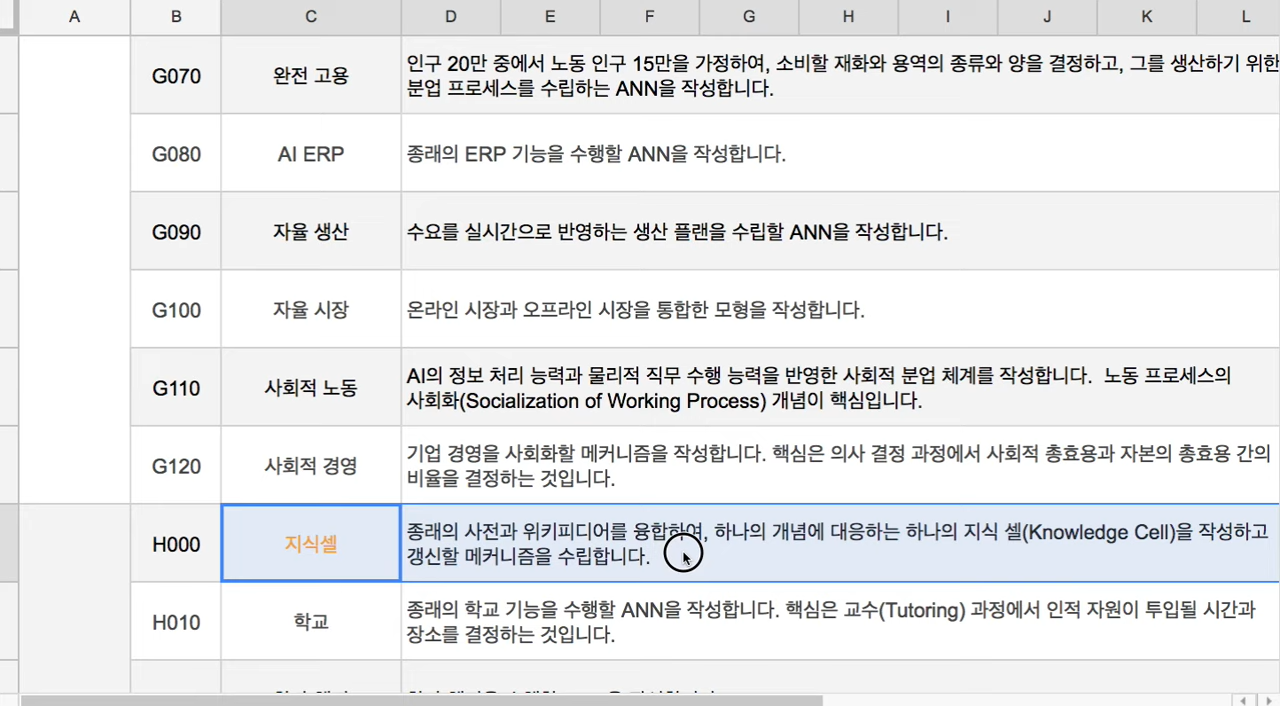 A B C D E F G H I J K L
G070 완전 고용 인구 20만 중에서 노동 인구 15만을 가정하여, 소비할 재화와 용역의 종류와 양을 결정하고, 그를 생산하기 위한
분업 프로세스를 수립하는 ANN을 작성합니다.
G080 AI ERP 종래의 ERP 기능을 수행할 ANN을 작성합니다.
G090 자율 생산 수요를 실시간으로 반영하는 생산 플랜을 수립할 ANN을 작성합니다.
G100 자율 시장 온라인 시장과 오프라인 시장을 통합한 모형을 작성합니다.
G110 사회적 노동 AI의 정보 처리 능력과 물리적 직무 수행 능력을 반영한 사회적 분업 체계를 작성합니다. 노동 프로세스의
사회화(Socialization of Working Process) 개념이 핵심입니다.
G120 사회적 경영 기업 경영을 사회화할 메커니즘을 작성합니다. 핵심은 의사 결정 과정에서 사회적 총효용과 자본의 총효용 간의
비율을 결정하는 것입니다.
H000 지식셀 종래의 사전과 위키피디어를 융합하여, 하나의 개념에 대응하는 하나의 지식 셀(Knowledge Cell)을 작성하고
갱신할 메커니즘을 수립합니다.
H010 학교 종래의 학교 기능을 수행할 ANN을 작성합니다. 핵심은 교수(Tutoring) 과정에서 인적 자원이 투입될 시간과
장소를 결정하는 것입니다.